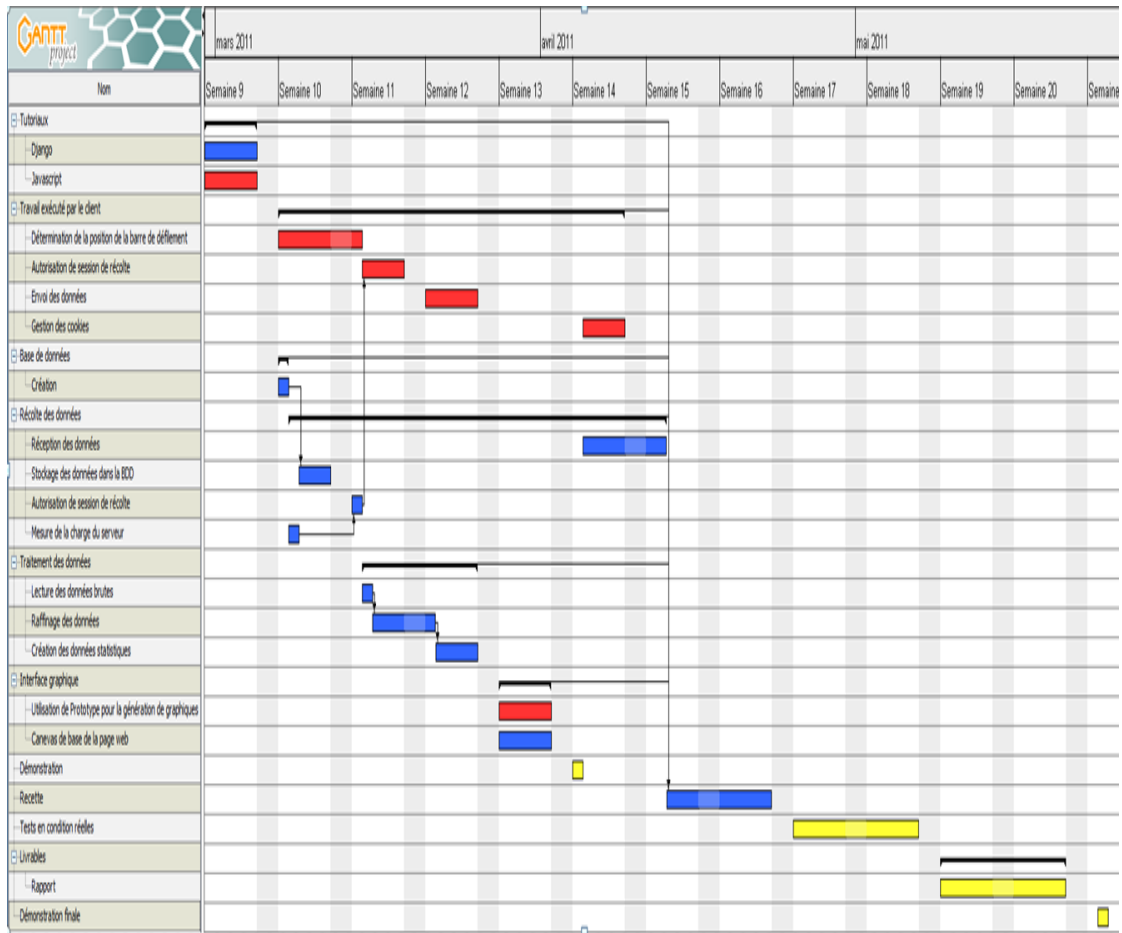 GANTT
project
mars 2011
avril 2011
mai 2011
Nom
Semaine 9
Semaine 10
Semaine 11
Semaine 12
Semaine 13
Semaine 14
Semaine 15
Semaine 16
Semaine 17
Semaine 18
Semaine 19
Semaine 20
Semaine
Tutoriaux
Django
Javascript
Travail exécuté par le client
Détermination de la position de la barre de défilement
Autorisation de session de récolte
Envoi des données
Gestion des cookies
Base de données
Création
Récolte des données
Réception des données
Stockage des données dans la BDD
Autorisation de session de récolte
Mesure de la charge du serveur
Traitement des données
Lecture des données brutes
Raffinage des données
Création des données statistiques
Interface graphique
Utilisation de Prototype pour la génération de graphiques
Canevas de base de la page web
Démonstration
Recette
Tests en condition réelles
Livrables
Rapport
Démonstration finale